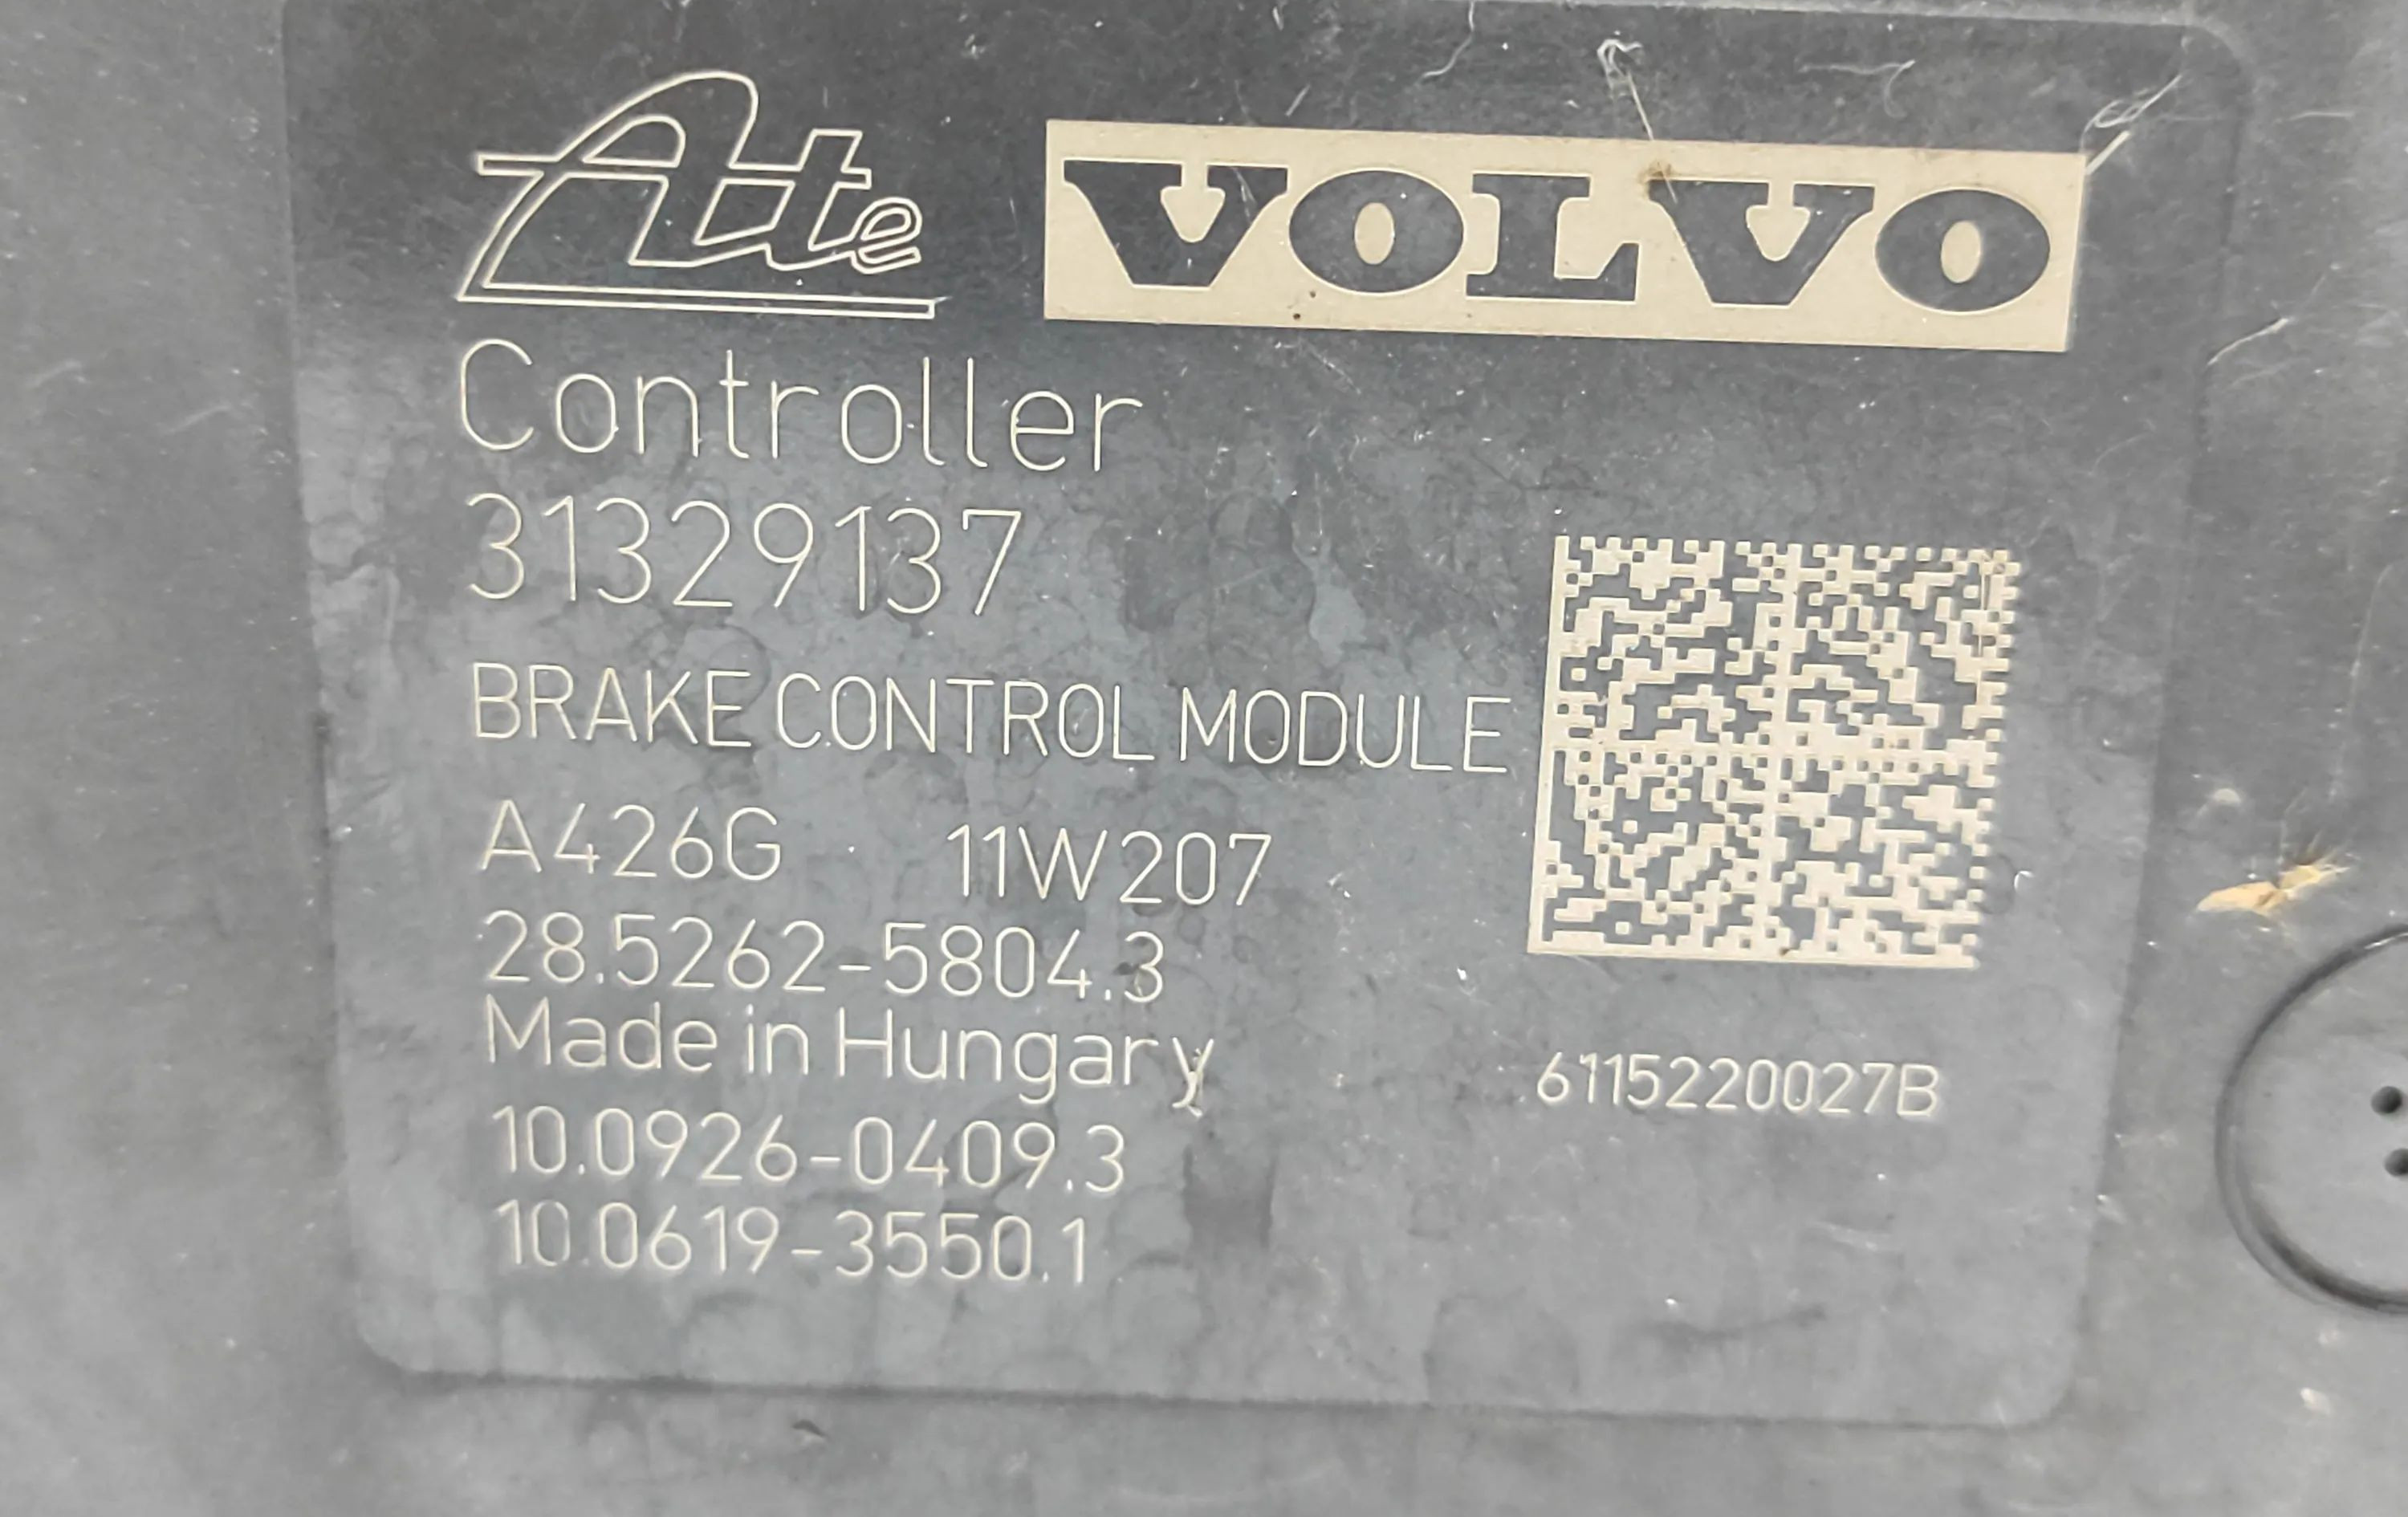 Ate VOLVO
Controller
31329137
BRAKE CONTROL MODULE
A426G 11W207
28.5262-5804.3
Made in Hungary
6115220027B
10.0926-0409.3
10.0619-3550.1